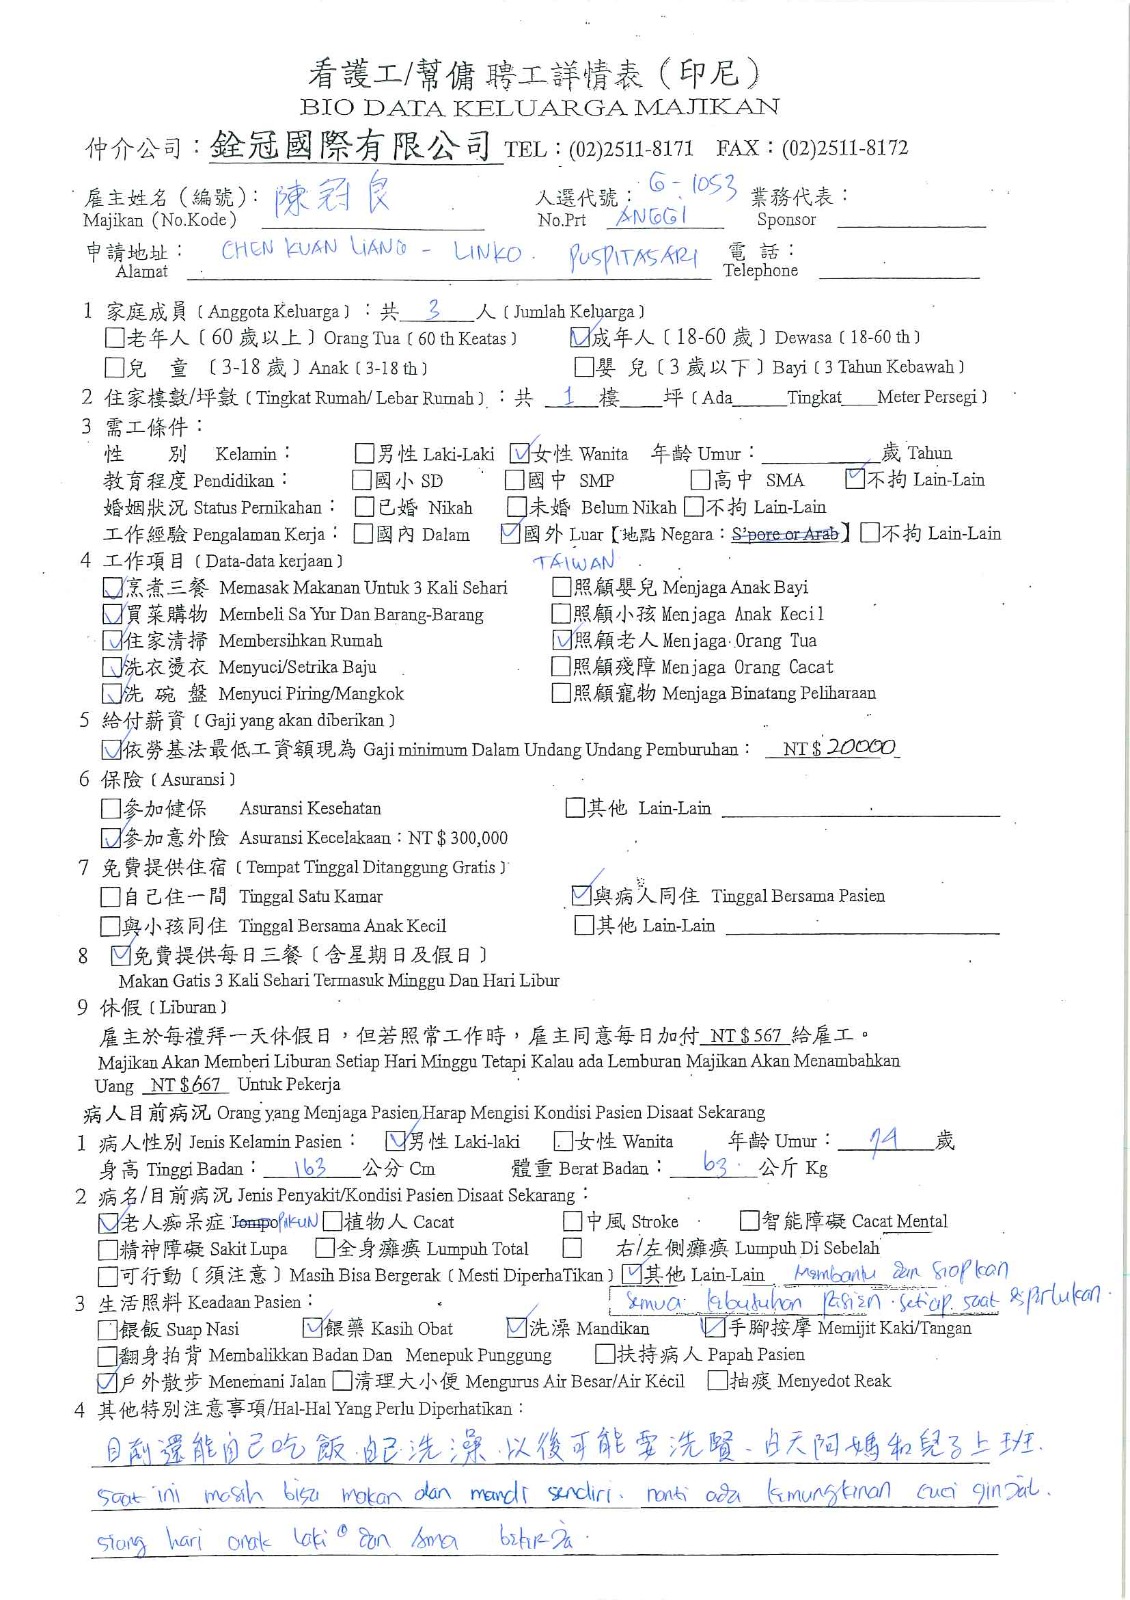 看護工/幫傭 聘工詳情表（印尼）
BIO DATA KELUARGA MAJIKAN
仲介公司：銓冠國際有限公司 TEL：(02)2511-8171 FAX：(02)2511-8172
雇主姓名（編號）：陳冠良 人選代號：G-1053 業務代表：
Majikan (No.Kode) No.Prt ANGGI Sponsor
申請地址： CHEN KUAN LIANG - LINKO. PUSPITASARI 電 話：
Alamat Telephone
1 家庭成員（Anggota Keluarga）：共 3 人（Jumlah Keluarga）
□老年人（60歲以上）Orang Tua（60 th Keatas） ☑成年人（18-60歲）Dewasa（18-60 th）
□兒 童（3-18歲）Anak（3-18 th） □嬰 兒（3歲以下）Bayi（3 Tahun Kebawah）
2 住家樓數/坪數（Tingkat Rumah/ Lebar Rumah）：共 1 樓____坪（Ada_____Tingkat___Meter Persegi）
3 需工條件：
性 別 Kelamin： □男性 Laki-Laki ☑女性 Wanita 年齡 Umur：_________歲 Tahun
教育程度 Pendidikan： □國小 SD □國中 SMP □高中 SMA ☑不拘 Lain-Lain
婚姻狀況 Status Pernikahan：□已婚 Nikah □未婚 Belum Nikah □不拘 Lain-Lain
工作經驗 Pengalaman Kerja：□國內 Dalam ☑國外 Luar【地點 Negara：S'pore or Arab】□不拘 Lain-Lain
4 工作項目（Data-data kerjaan） TAIWAN
☑烹煮三餐 Memasak Makanan Untuk 3 Kali Sehari □照顧嬰兒 Menjaga Anak Bayi
☑買菜購物 Membeli Sa Yur Dan Barang-Barang □照顧小孩 Menjaga Anak Kecil
☑住家清掃 Membersihkan Rumah ☑照顧老人 Menjaga Orang Tua
☑洗衣燙衣 Menyuci/Setrika Baju □照顧殘障 Menjaga Orang Cacat
☑洗 碗 盤 Menyuci Piring/Mangkok □照顧寵物 Menjaga Binatang Peliharaan
5 給付薪資（Gaji yang akan diberikan）
☑依勞基法最低工資額現為 Gaji minimum Dalam Undang Undang Pemburuhan： NT$ 20000
6 保險（Asuransi）
□參加健保 Asuransi Kesehatan □其他 Lain-Lain
☑參加意外險 Asuransi Kecelakaan：NT$ 300,000
7 免費提供住宿（Tempat Tinggal Ditanggung Gratis）
□自己住一間 Tinggal Satu Kamar ☑與病人同住 Tinggal Bersama Pasien
□與小孩同住 Tinggal Bersama Anak Kecil □其他 Lain-Lain
8 ☑免費提供每日三餐（含星期日及假日）
Makan Gatis 3 Kali Sehari Termasuk Minggu Dan Hari Libur
9 休假（Liburan）
雇主於每禮拜一天休假日，但若照常工作時，雇主同意每日加付 NT$567 給雇工。
Majikan Akan Memberi Liburan Setiap Hari Minggu Tetapi Kalau ada Lemburan Majikan Akan Menambahkan
Uang NT$667 Untuk Pekerja
病人目前病況 Orang yang Menjaga Pasien Harap Mengisi Kondisi Pasien Disaat Sekarang
1 病人性別 Jenis Kelamin Pasien： ☑男性 Laki-laki □女性 Wanita 年齡 Umur： 74 歲
身高 Tinggi Badan： 163 公分 Cm 體重 Berat Badan： 63 公斤 Kg
2 病名/目前病況 Jenis Penyakit/Kondisi Pasien Disaat Sekarang：
☑老人痴呆症 Jompo PIKUN □植物人 Cacat □中風 Stroke □智能障礙 Cacat Mental
□精神障礙 Sakit Lupa □全身癱瘓 Lumpuh Total □ 右/左側癱瘓 Lumpuh Di Sebelah
□可行動（須注意）Masih Bisa Bergerak（Mesti DiperhaTikan）☑其他 Lain-Lain Membantu dan siapkan
3 生活照料 Keadaan Pasien： semua kebutuhan pasien setiap saat diperlukan.
□餵飯 Suap Nasi ☑餵藥 Kasih Obat ☑洗澡 Mandikan ☑手腳按摩 Memijit Kaki/Tangan
□翻身拍背 Membalikkan Badan Dan Menepuk Punggung □扶持病人 Papah Pasien
☑戶外散步 Menemani Jalan □清理大小便 Mengurus Air Besar/Air Kecil □抽痰 Menyedot Reak
4 其他特別注意事項/Hal-Hal Yang Perlu Diperhatikan：
目前還能自己吃飯.自己洗澡.以後可能要洗腎.白天阿媽和兒子上班.
saat ini masih bisa makan dan mandi sendiri. nanti ada kemungkinan cuci ginjal.
siang hari anak laki² dan Ama bekerja.